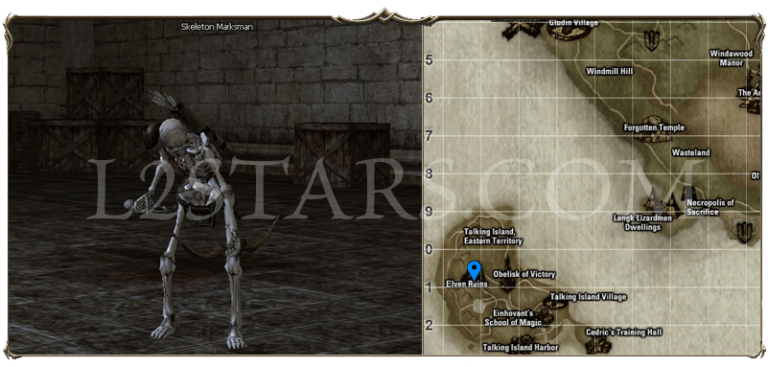 Skeleton Marksman
Gludin Village
5
Windawood
Manor
Windmill Hill
6
Forgotten Temple
7
Wasteland
8
L2STARS.COM
Necropolis of
Sacrifice
9
Langk Lizardmen
Dwellings
Talking Island,
Eastern Territory
0
Obelisk of Victory
Elven Ruins
1
Talking Island Village
Einhovant's
School of Magic
2
Cedric's Training Hall
Talking Island Harbor